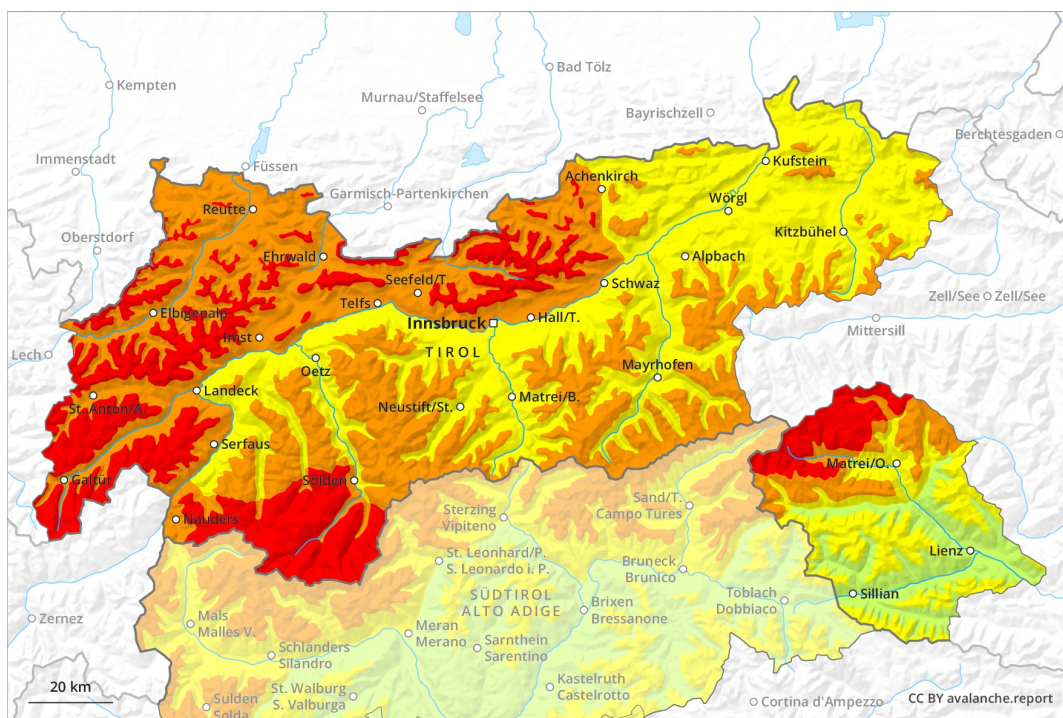 Kempten
Bad Tölz
Murnau/Staffelsee
Bayrischzell
Berchtesgaden
Immenstadt
Füssen
Kufstein
Garmisch-Partenkirchen
Achenkirch
Reutte
Wörgl
Oberstdorf
Kitzbühel
Ehrwald
Alpbach
Seefeld/T.
Schwaz
Zell/See
Zell/See
Telfs
Elbigenalp
Innsbruck
Hall/T.
Mittersill
Imst
Lech
TIROL
Oetz
Mayrhofen
Landeck
St. Anton/A.
Neustift/St.
Matrei/B.
Serfaus
Matrei/O.
Galtür
Sölden
Sand/T.
Campo Tures
Sterzing
Vipiteno
Nauders
Lienz
St. Leonhard/P.
S. Leonardo i. P.
Bruneck
Brunico
SÜDTIROL
ALTO ADIGE
Toblach
Dobbiaco
Sillian
Brixen
Bressanone
Zernez
Mals
Malles V.
Meran
Merano
Schlanders
Silandro
Sarnthein
Sarentino
20 km
St. Walburg
S. Valburga
Kastelruth
Castelrotto
Sulden
Solda
Cortina d'Ampezzo
CC BY avalanche.report